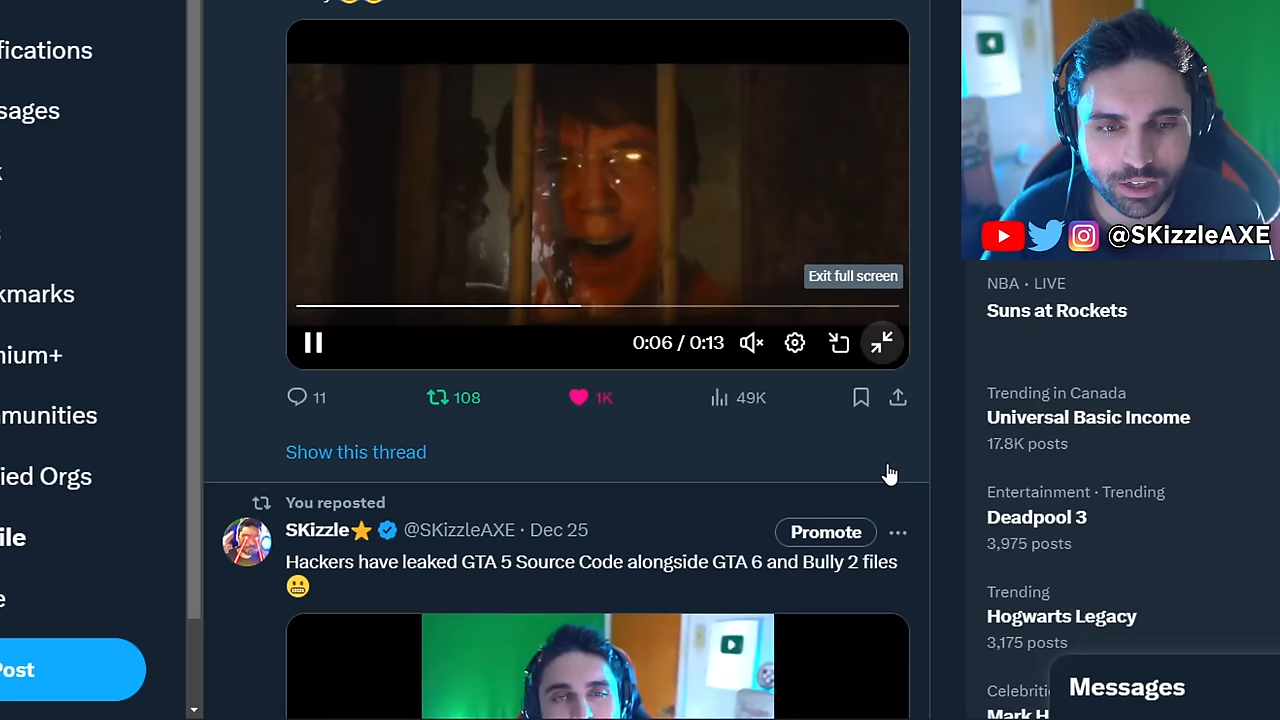 fications
sages
kmarks
nium+
mmunities
ied Orgs
ile
e
Post
Exit full screen
0:06 / 0:13
11
108
1K
49K
Show this thread
You reposted
SKizzle @SKizzleAXE · Dec 25
Promote
Hackers have leaked GTA 5 Source Code alongside GTA 6 and Bully 2 files
@SKizzleAXE
NBA · LIVE
Suns at Rockets
Trending in Canada
Universal Basic Income
17.8K posts
Entertainment · Trending
Deadpool 3
3,975 posts
Trending
Hogwarts Legacy
3,175 posts
Celebriti
Mark H
Messages